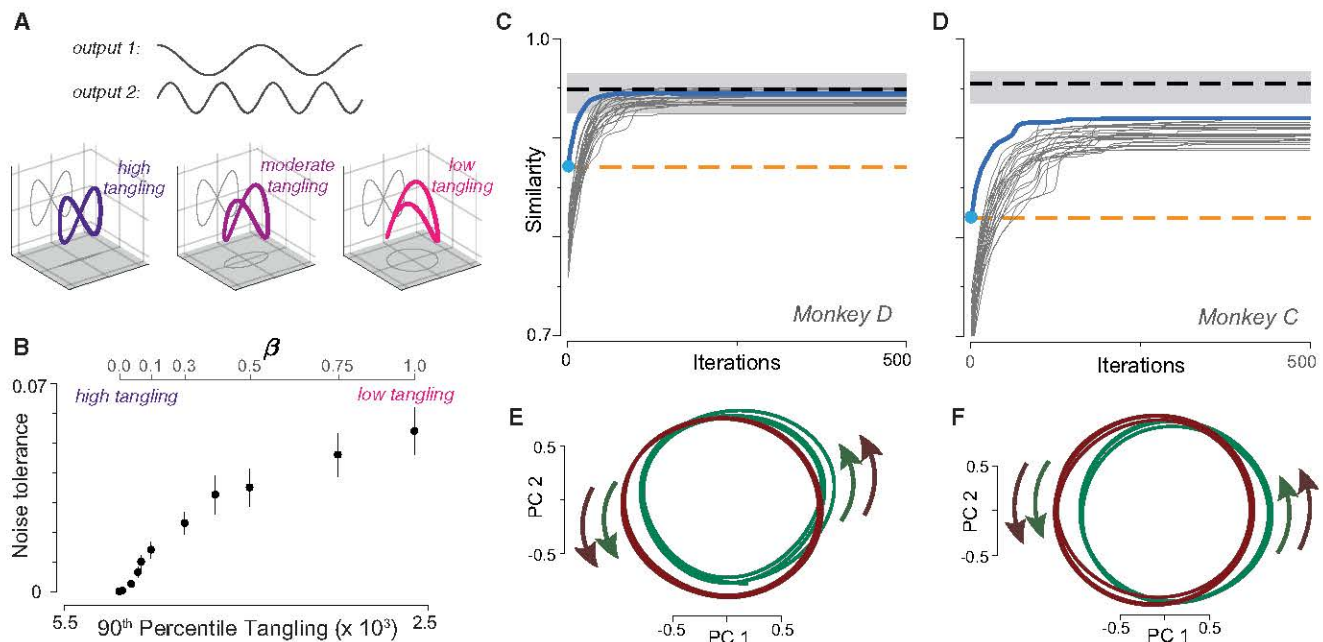 A
output 1:
output 2:
high
tangling
moderate
tangling
low
tangling
B
β
0.0 0.1 0.3 0.5 0.75 1.0
0.07
high tangling
low tangling
Noise tolerance
0
5.5
2.5
90th Percentile Tangling (x 10³)
C
1.0
Similarity
0.7
Monkey D
0
Iterations
500
D
Monkey C
0
Iterations
500
E
0.5
PC 2
-0.5
-0.5
0.5
PC 1
F
0.5
PC 2
-0.5
-0.5
0.5
PC 1